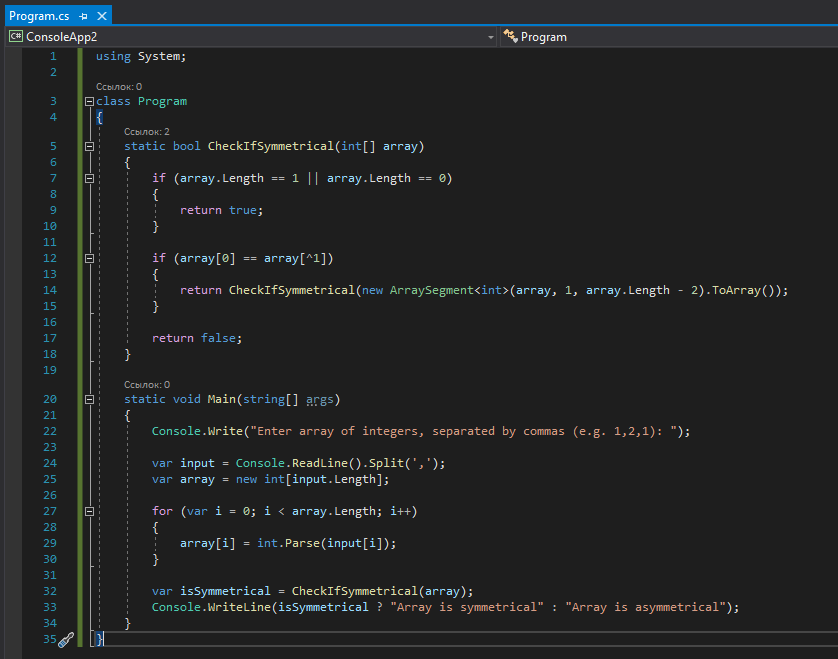 Program.cs
C# ConsoleApp2 Program
1 using System;
2
Ссылок: 0
3 class Program
4 {
Ссылок: 2
5 static bool CheckIfSymmetrical(int[] array)
6 {
7 if (array.Length == 1 || array.Length == 0)
8 {
9 return true;
10 }
11
12 if (array[0] == array[^1])
13 {
14 return CheckIfSymmetrical(new ArraySegment<int>(array, 1, array.Length - 2).ToArray());
15 }
16
17 return false;
18 }
19
Ссылок: 0
20 static void Main(string[] args)
21 {
22 Console.Write("Enter array of integers, separated by commas (e.g. 1,2,1): ");
23
24 var input = Console.ReadLine().Split(',');
25 var array = new int[input.Length];
26
27 for (var i = 0; i < array.Length; i++)
28 {
29 array[i] = int.Parse(input[i]);
30 }
31
32 var isSymmetrical = CheckIfSymmetrical(array);
33 Console.WriteLine(isSymmetrical ? "Array is symmetrical" : "Array is asymmetrical");
34 }
35 }